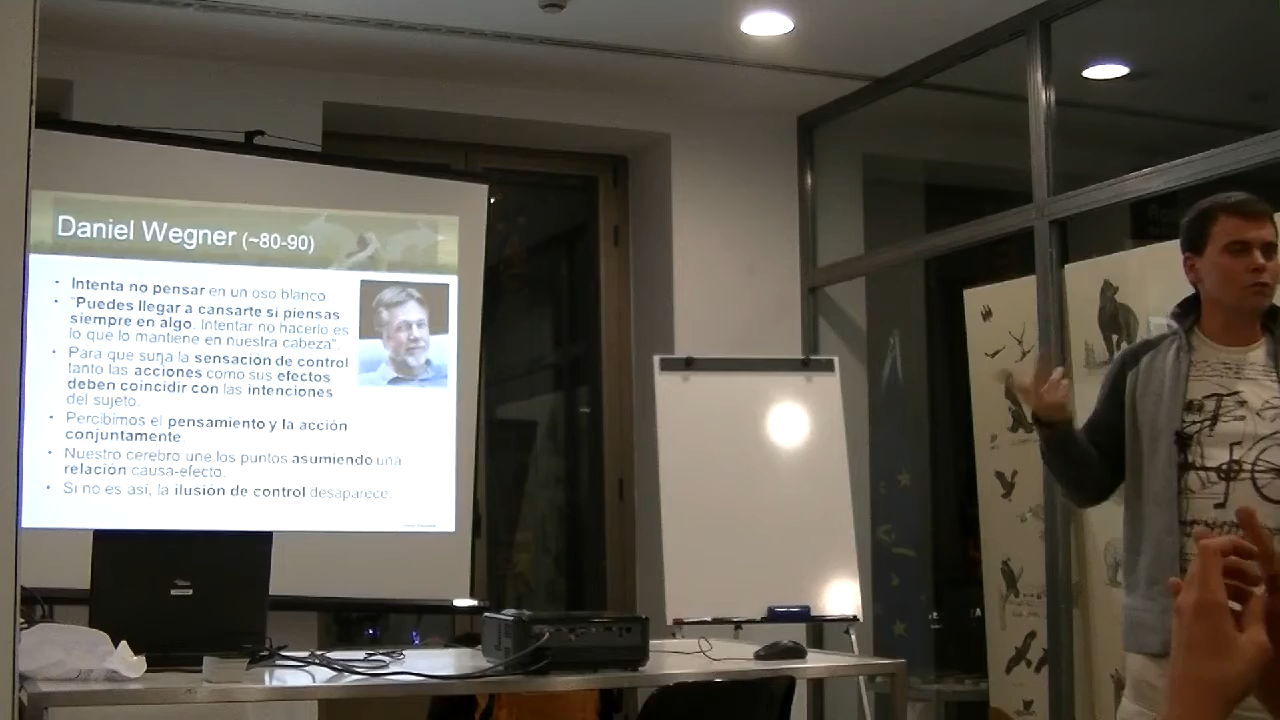 Daniel Wegner (~80-90)
• Intenta no pensar en un oso blanco
• "Puedes llegar a cansarte si piensas
siempre en algo. Intentar no hacerlo es
lo que lo mantiene en nuestra cabeza".
• Para que surja la sensación de control
tanto las acciones como sus efectos
deben coincidir con las intenciones
del sujeto.
• Percibimos el pensamiento y la acción
conjuntamente.
• Nuestro cerebro une los puntos asumiendo una
relación causa-efecto.
• Si no es así, la ilusión de control desaparece.